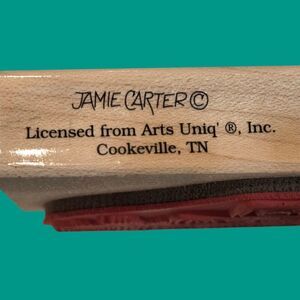 JAMIE CARTER ©
Licensed from Arts Uniq' ®, Inc.
Cookeville, TN